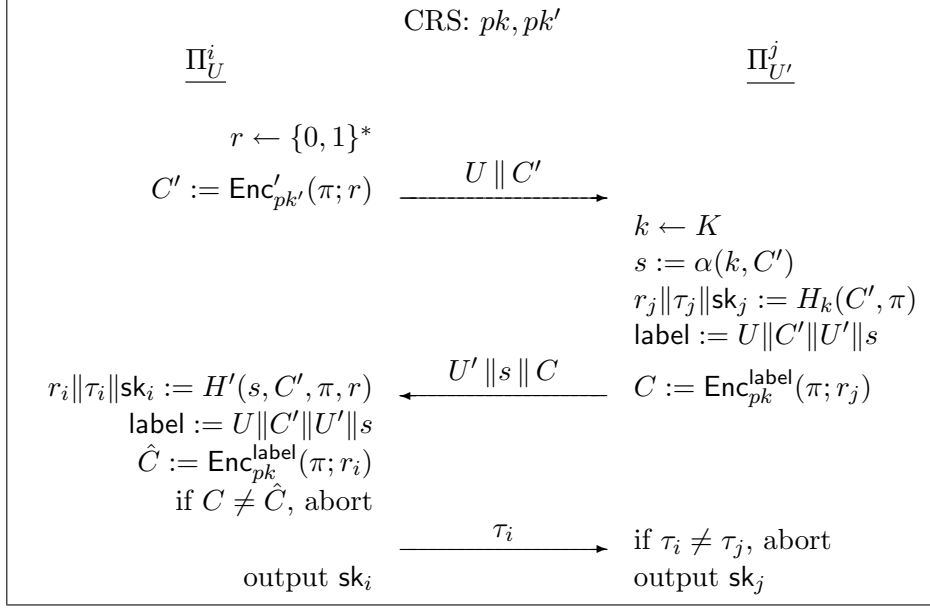 CRS: pk, pk′
Π_U^i Π_{U′}^j
r ← {0, 1}*
C′ := Enc′_{pk′}(π; r) U ∥ C′
k ← K
s := α(k, C′)
r_j∥τ_j∥sk_j := H_k(C′, π)
label := U∥C′∥U′∥s
r_i∥τ_i∥sk_i := H′(s, C′, π, r) U′ ∥s ∥ C C := Enc_{pk}^{label}(π; r_j)
label := U∥C′∥U′∥s
Ĉ := Enc_{pk}^{label}(π; r_i)
if C ≠ Ĉ, abort
τ_i if τ_i ≠ τ_j, abort
output sk_i output sk_j